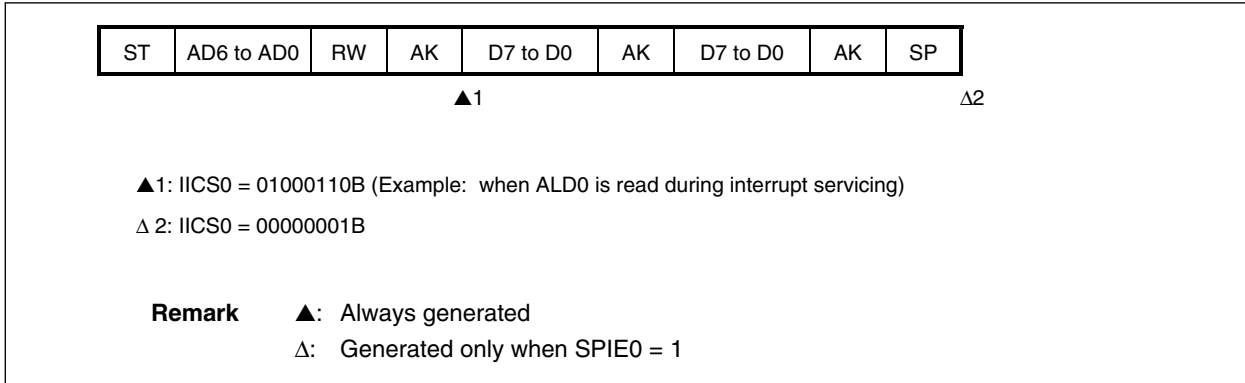 ST AD6 to AD0 RW AK D7 to D0 AK D7 to D0 AK SP
▲1 Δ2
▲1: IICS0 = 01000110B (Example: when ALD0 is read during interrupt servicing)
Δ 2: IICS0 = 00000001B
Remark ▲: Always generated
Δ: Generated only when SPIE0 = 1